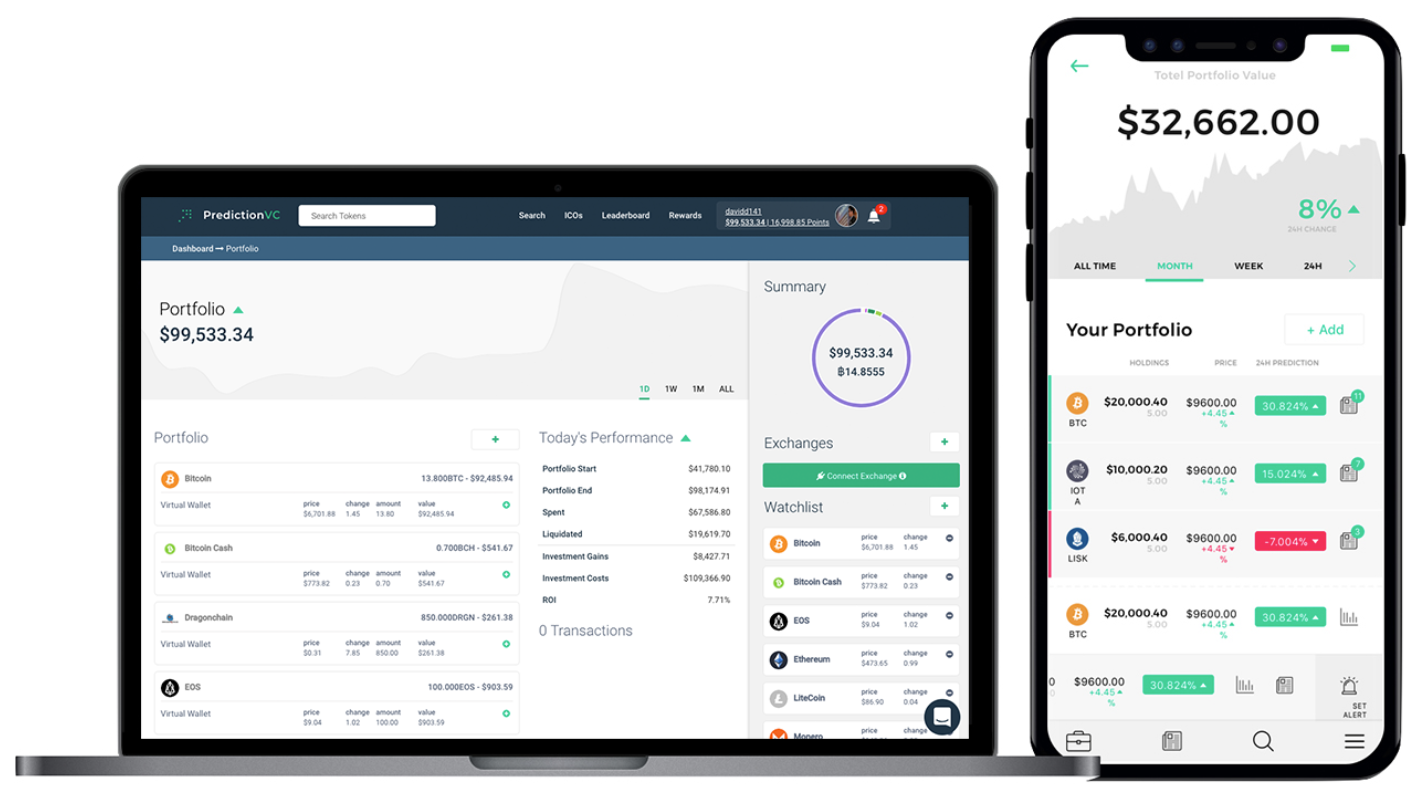 PredictionVC
Search Tokens
Search ICOs Leaderboard Rewards
davidd141
$99,533.34 | 16,998.85 Points
2
Dashboard → Portfolio
Portfolio
$99,533.34
1D 1W 1M ALL
Portfolio
+
Bitcoin 13.800BTC - $92,485.94
Virtual Wallet
price change amount value
$6,701.88 1.45 13.80 $92,485.94
Bitcoin Cash 0.700BCH - $541.67
Virtual Wallet
price change amount value
$773.82 0.23 0.70 $541.67
Dragonchain 850.000DRGN - $261.38
Virtual Wallet
price change amount value
$0.31 7.85 850.00 $261.38
EOS 100.000EOS - $903.59
Virtual Wallet
price change amount value
$9.04 1.02 100.00 $903.59
Today's Performance
Portfolio Start $41,780.10
Portfolio End $98,174.91
Spent $67,586.80
Liquidated $19,619.70
Investment Gains $8,427.71
Investment Costs $109,366.90
ROI 7.71%
0 Transactions
Summary
$99,533.34
฿14.8555
Exchanges
+
Connect Exchange
Watchlist
+
Bitcoin
price change
$6,701.88 1.45
Bitcoin Cash
price change
$773.82 0.23
EOS
price change
$9.04 1.02
Ethereum
price change
$473.65 0.99
LiteCoin
price change
$86.90 0.04
Monero
price change
Totel Portfolio Value
$32,662.00
8%
24H CHANGE
ALL TIME MONTH WEEK 24H
Your Portfolio
+ Add
HOLDINGS PRICE 24H PREDICTION
BTC
$20,000.40
5.00
$9600.00
+4.45
%
30.824%
11
IOT
A
$10,000.20
5.00
$9600.00
+4.45
%
15.024%
7
LISK
$6,000.40
5.00
$9600.00
+4.45
%
-7.004%
3
BTC
$20,000.40
5.00
$9600.00
+4.45
%
30.824%
0
$9600.00
+4.45
%
30.824%
SET
ALERT